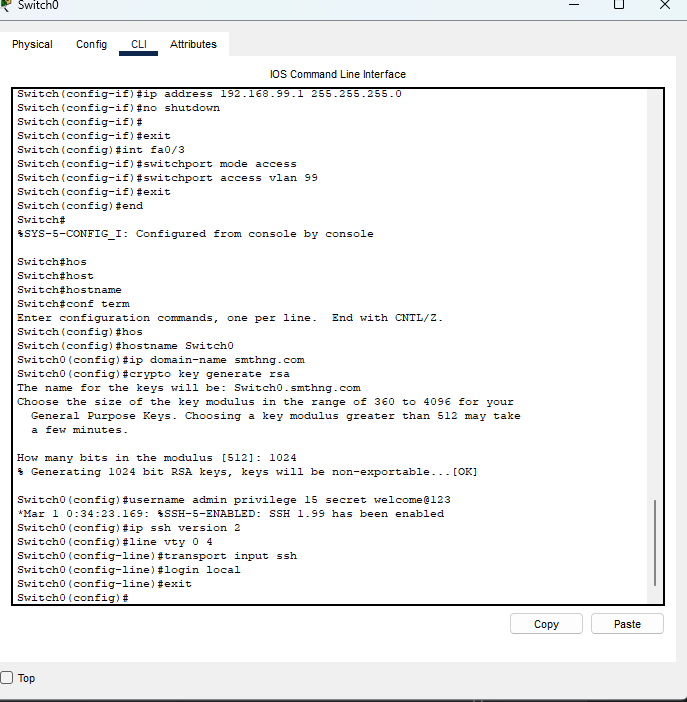 Switch0
Physical Config CLI Attributes
IOS Command Line Interface
Switch(config-if)#ip address 192.168.99.1 255.255.255.0
Switch(config-if)#no shutdown
Switch(config-if)#
Switch(config-if)#exit
Switch(config)#int fa0/3
Switch(config-if)#switchport mode access
Switch(config-if)#switchport access vlan 99
Switch(config-if)#exit
Switch(config)#end
Switch#
%SYS-5-CONFIG_I: Configured from console by console
Switch#hos
Switch#host
Switch#hostname
Switch#conf term
Enter configuration commands, one per line.  End with CNTL/Z.
Switch(config)#hos
Switch(config)#hostname Switch0
Switch0(config)#ip domain-name smthng.com
Switch0(config)#crypto key generate rsa
The name for the keys will be: Switch0.smthng.com
Choose the size of the key modulus in the range of 360 to 4096 for your
  General Purpose Keys. Choosing a key modulus greater than 512 may take
  a few minutes.
How many bits in the modulus [512]: 1024
% Generating 1024 bit RSA keys, keys will be non-exportable...[OK]
Switch0(config)#username admin privilege 15 secret welcome@123
*Mar 1 0:34:23.169: %SSH-5-ENABLED: SSH 1.99 has been enabled
Switch0(config)#ip ssh version 2
Switch0(config)#line vty 0 4
Switch0(config-line)#transport input ssh
Switch0(config-line)#login local
Switch0(config-line)#exit
Switch0(config)#
Copy Paste
Top